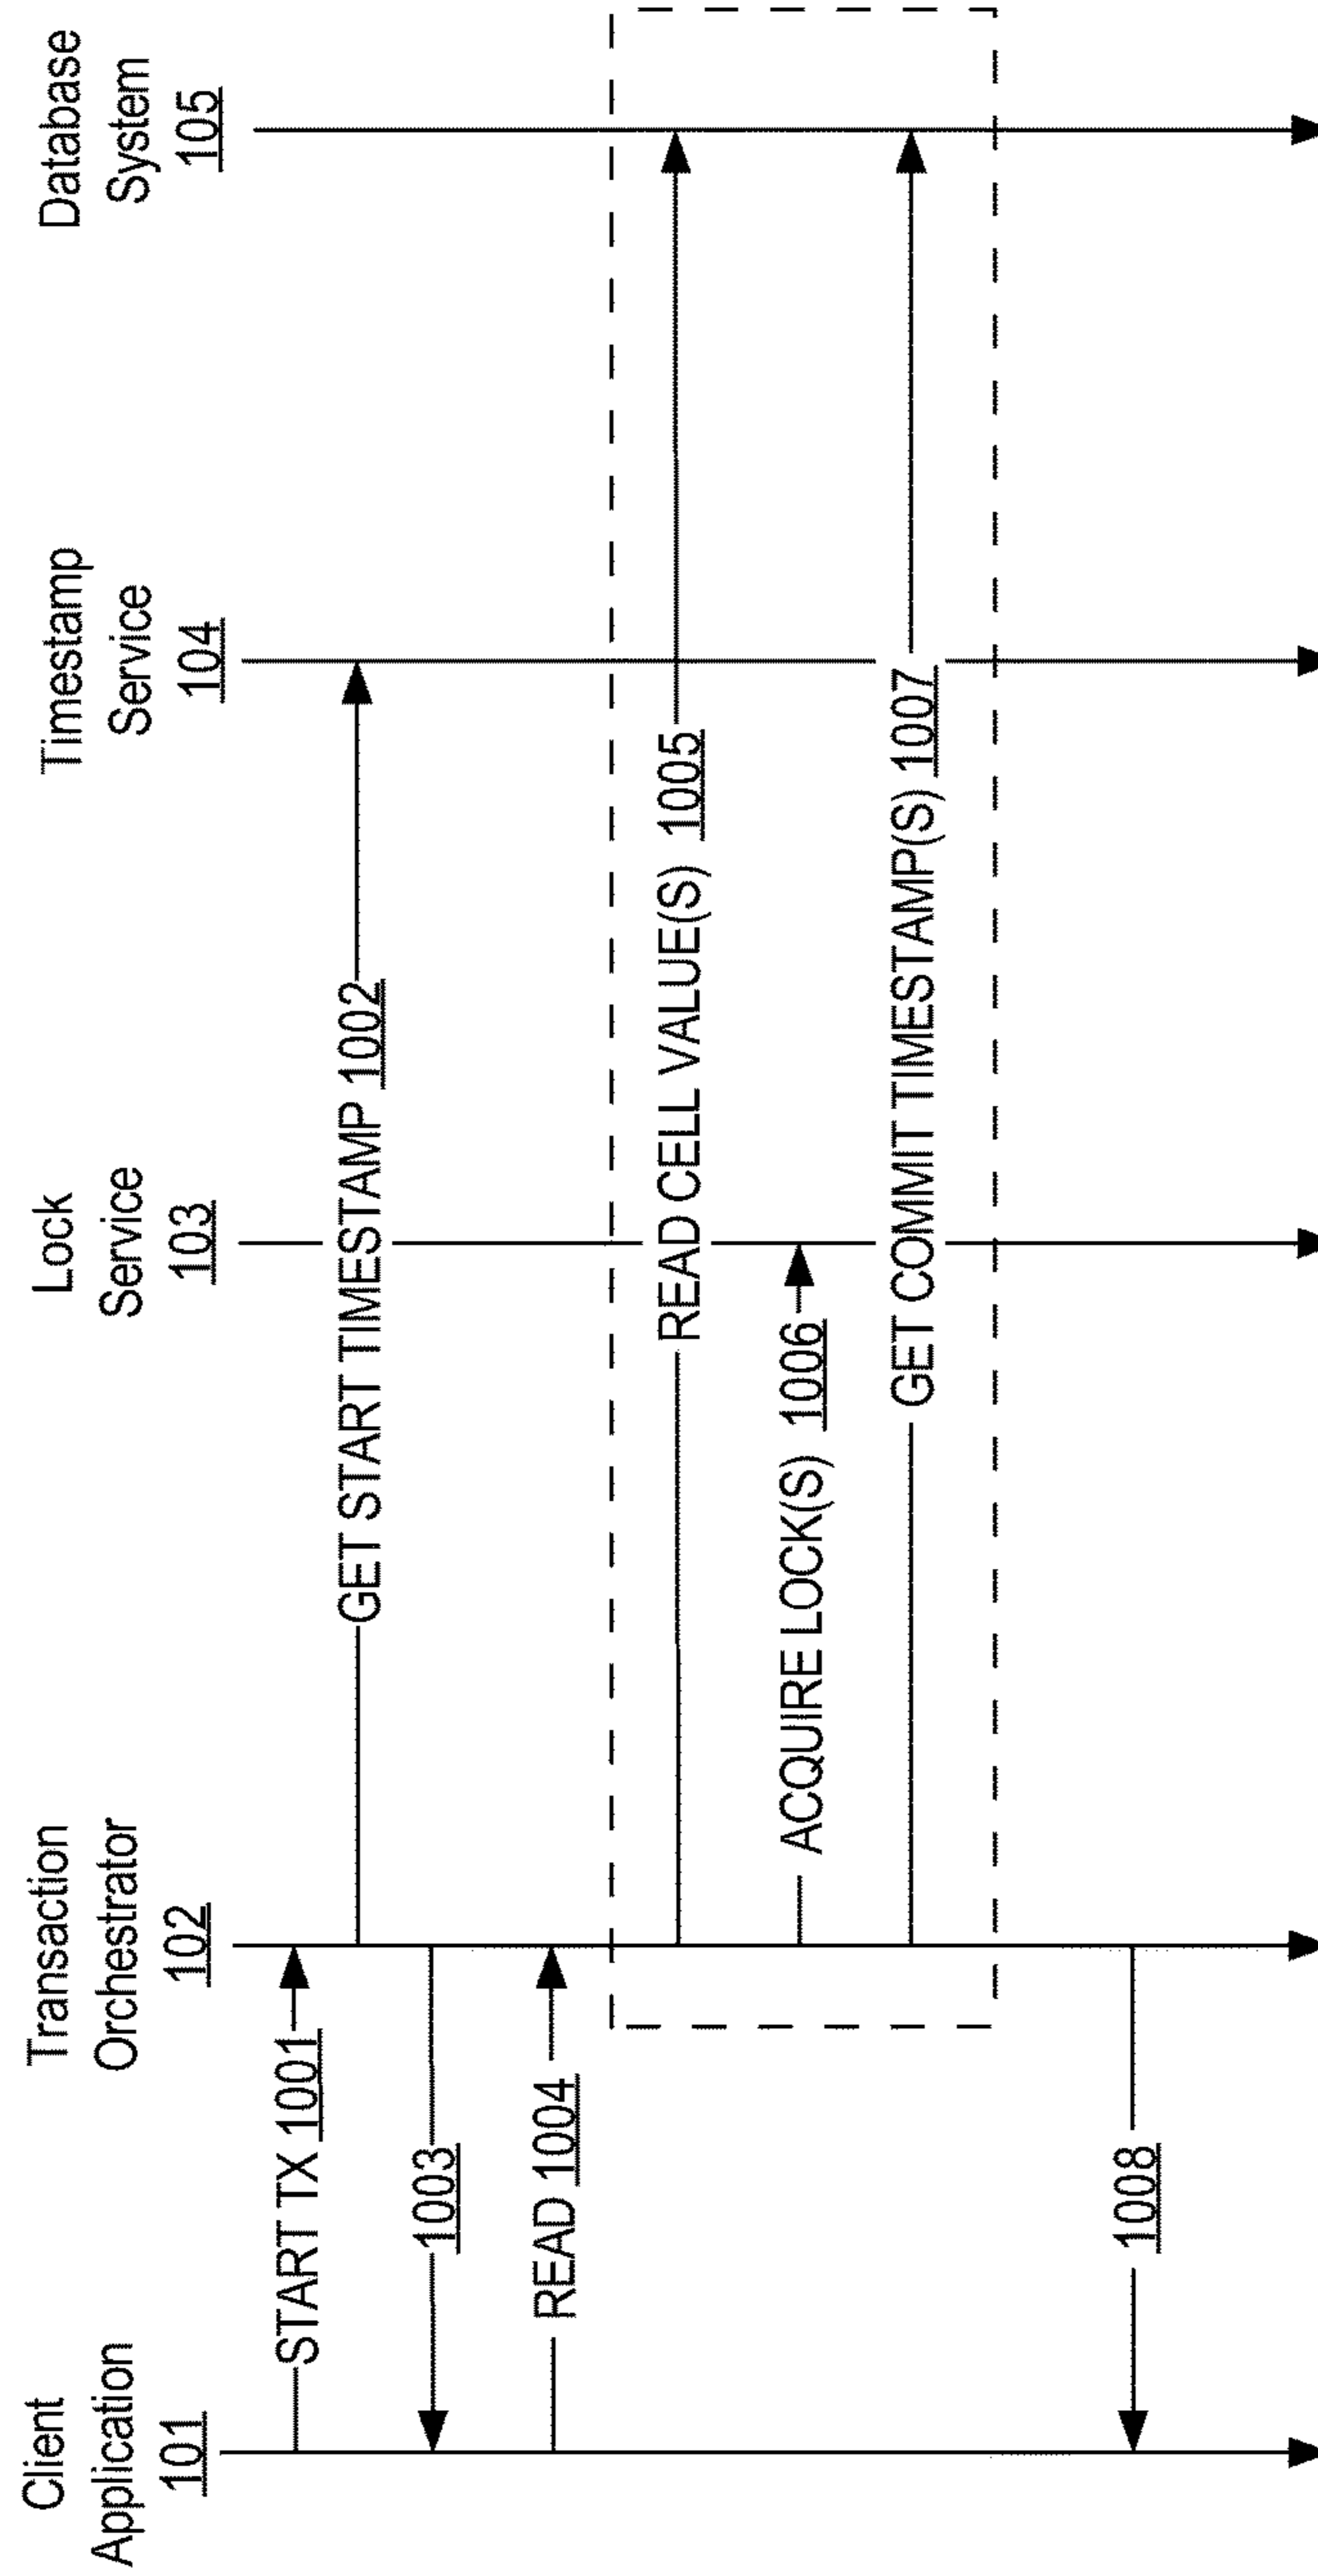 Client
Application
101
Transaction
Orchestrator
102
Lock
Service
103
Timestamp
Service
104
Database
System
105
START TX 1001
GET START TIMESTAMP 1002
1003
READ 1004
READ CELL VALUE(S) 1005
ACQUIRE LOCK(S) 1006
GET COMMIT TIMESTAMP(S) 1007
1008